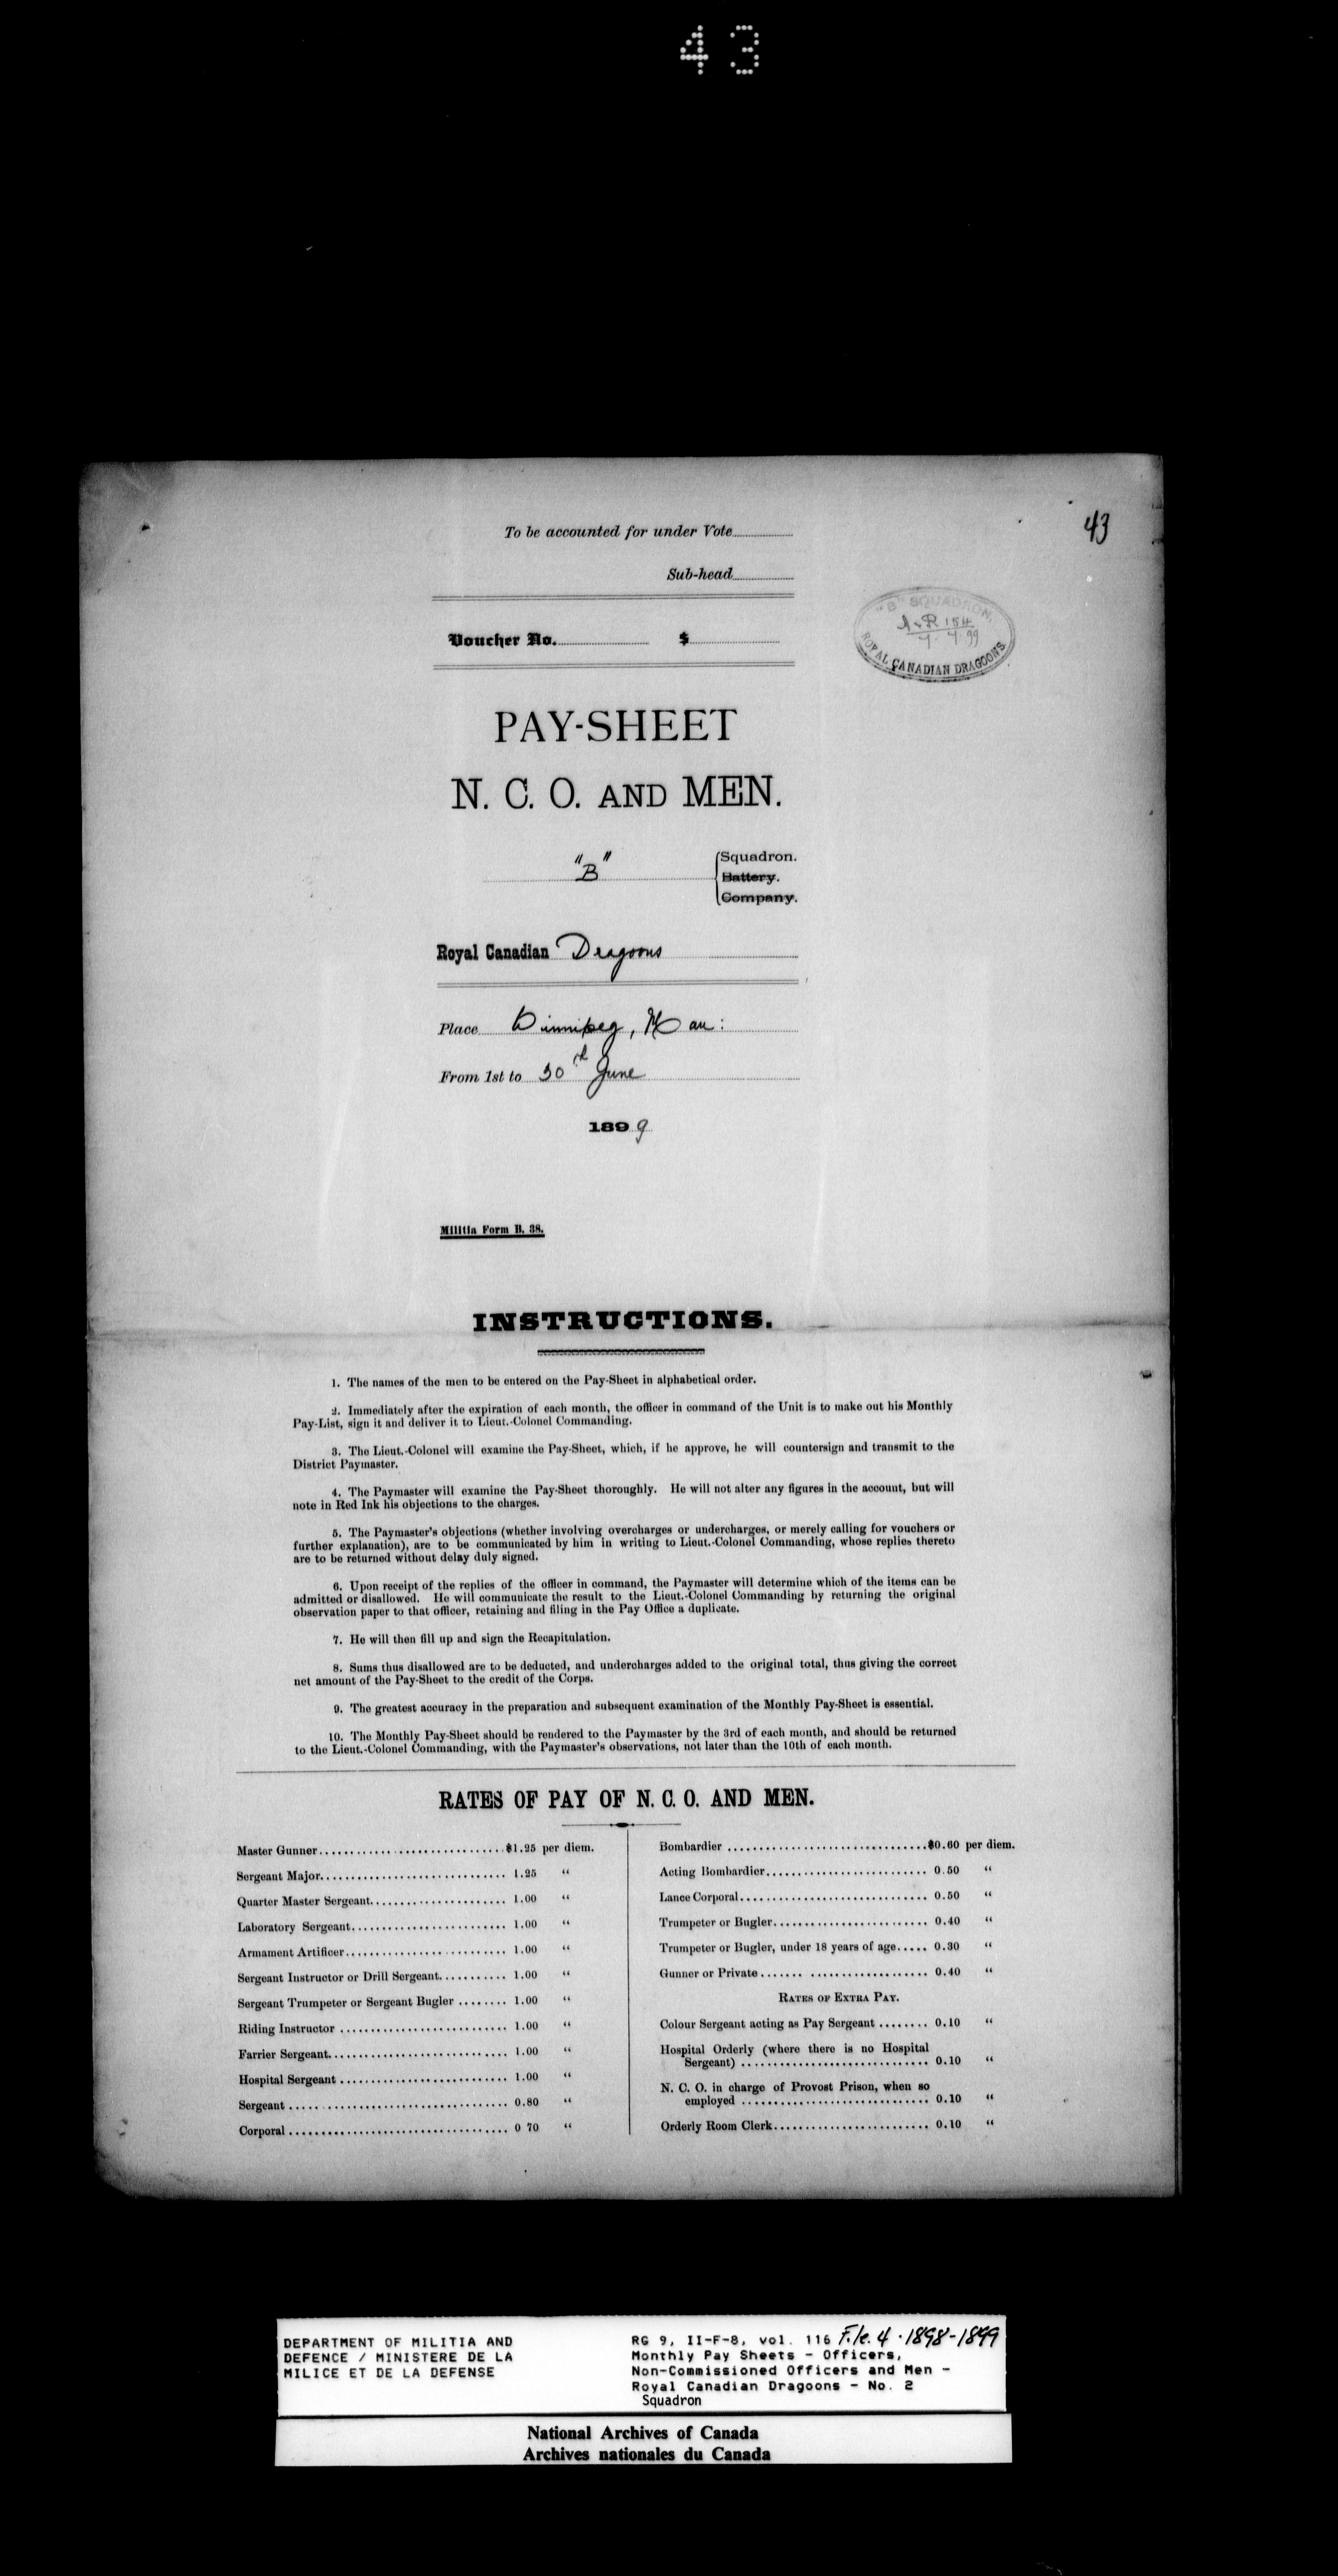 43
To be accounted for under Vote
43
Sub-head
"B" SQUADRON,
A & R 154
7. 7. 99
ROYAL CANADIAN DRAGOONS
Voucher No. $
PAY-SHEET
N. C. O. AND MEN.
"B"
Squadron.
Battery.
Company.
Royal Canadian Dragoons
Place Winnipeg, Man:
From 1st to 30th June
1899
Militia Form B. 38.
INSTRUCTIONS.
1. The names of the men to be entered on the Pay-Sheet in alphabetical order.
2. Immediately after the expiration of each month, the officer in command of the Unit is to make out his Monthly
Pay-List, sign it and deliver it to Lieut.-Colonel Commanding.
3. The Lieut.-Colonel will examine the Pay-Sheet, which, if he approve, he will countersign and transmit to the
District Paymaster.
4. The Paymaster will examine the Pay-Sheet thoroughly. He will not alter any figures in the account, but will
note in Red Ink his objections to the charges.
5. The Paymaster's objections (whether involving overcharges or undercharges, or merely calling for vouchers or
further explanation), are to be communicated by him in writing to Lieut.-Colonel Commanding, whose replies thereto
are to be returned without delay duly signed.
6. Upon receipt of the replies of the officer in command, the Paymaster will determine which of the items can be
admitted or disallowed. He will communicate the result to the Lieut.-Colonel Commanding by returning the original
observation paper to that officer, retaining and filing in the Pay Office a duplicate.
7. He will then fill up and sign the Recapitulation.
8. Sums thus disallowed are to be deducted, and undercharges added to the original total, thus giving the correct
net amount of the Pay-Sheet to the credit of the Corps.
9. The greatest accuracy in the preparation and subsequent examination of the Monthly Pay-Sheet is essential.
10. The Monthly Pay-Sheet should be rendered to the Paymaster by the 3rd of each month, and should be returned
to the Lieut.-Colonel Commanding, with the Paymaster's observations, not later than the 10th of each month.
RATES OF PAY OF N. C. O. AND MEN.
Master Gunner $1.25 per diem.
Sergeant Major 1.25 "
Quarter Master Sergeant 1.00 "
Laboratory Sergeant 1.00 "
Armament Artificer 1.00 "
Sergeant Instructor or Drill Sergeant 1.00 "
Sergeant Trumpeter or Sergeant Bugler 1.00 "
Riding Instructor 1.00 "
Farrier Sergeant 1.00 "
Hospital Sergeant 1.00 "
Sergeant 0.80 "
Corporal 0 70 "
Bombardier $0.60 per diem.
Acting Bombardier 0.50 "
Lance Corporal 0.50 "
Trumpeter or Bugler 0.40 "
Trumpeter or Bugler, under 18 years of age 0.30 "
Gunner or Private 0.40 "
RATES OF EXTRA PAY.
Colour Sergeant acting as Pay Sergeant 0.10 "
Hospital Orderly (where there is no Hospital
Sergeant) 0.10 "
N. C. O. in charge of Provost Prison, when so
employed 0.10 "
Orderly Room Clerk 0.10 "
DEPARTMENT OF MILITIA AND
DEFENCE / MINISTERE DE LA
MILICE ET DE LA DEFENSE
RG 9, II-F-8, vol. 116 File. 4 · 1898-1899
Monthly Pay Sheets - Officers,
Non-Commissioned Officers and Men -
Royal Canadian Dragoons - No. 2
Squadron
National Archives of Canada
Archives nationales du Canada